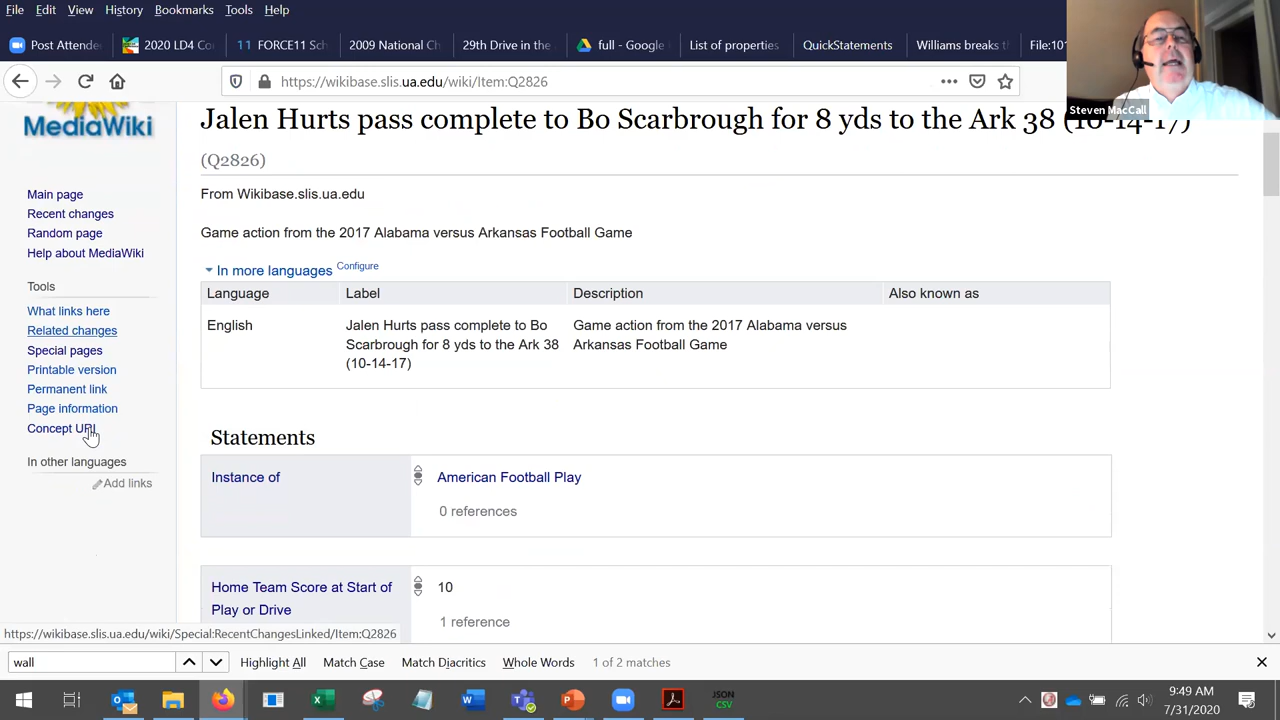 File Edit View History Bookmarks Tools Help
Post Attende
2020 LD4 Co
11 FORCE11 Sch
2009 National Ch
29th Drive in the
full - Google
List of properties
QuickStatements
Williams breaks th
File:101
https://wikibase.slis.ua.edu/wiki/Item:Q2826
Steven MacCall
MediaWiki
Main page
Recent changes
Random page
Help about MediaWiki
Tools
What links here
Related changes
Special pages
Printable version
Permanent link
Page information
Concept URI
In other languages
Add links
Jalen Hurts pass complete to Bo Scarbrough for 8 yds to the Ark 38 (10-14-17)
(Q2826)
From Wikibase.slis.ua.edu
Game action from the 2017 Alabama versus Arkansas Football Game
In more languages Configure
Language Label Description Also known as
English
Jalen Hurts pass complete to Bo
Scarbrough for 8 yds to the Ark 38
(10-14-17)
Game action from the 2017 Alabama versus
Arkansas Football Game
Statements
Instance of
American Football Play
0 references
Home Team Score at Start of
Play or Drive
10
1 reference
https://wikibase.slis.ua.edu/wiki/Special:RecentChangesLinked/Item:Q2826
wall
Highlight All Match Case Match Diacritics Whole Words 1 of 2 matches
JSON
CSV
9:49 AM
7/31/2020